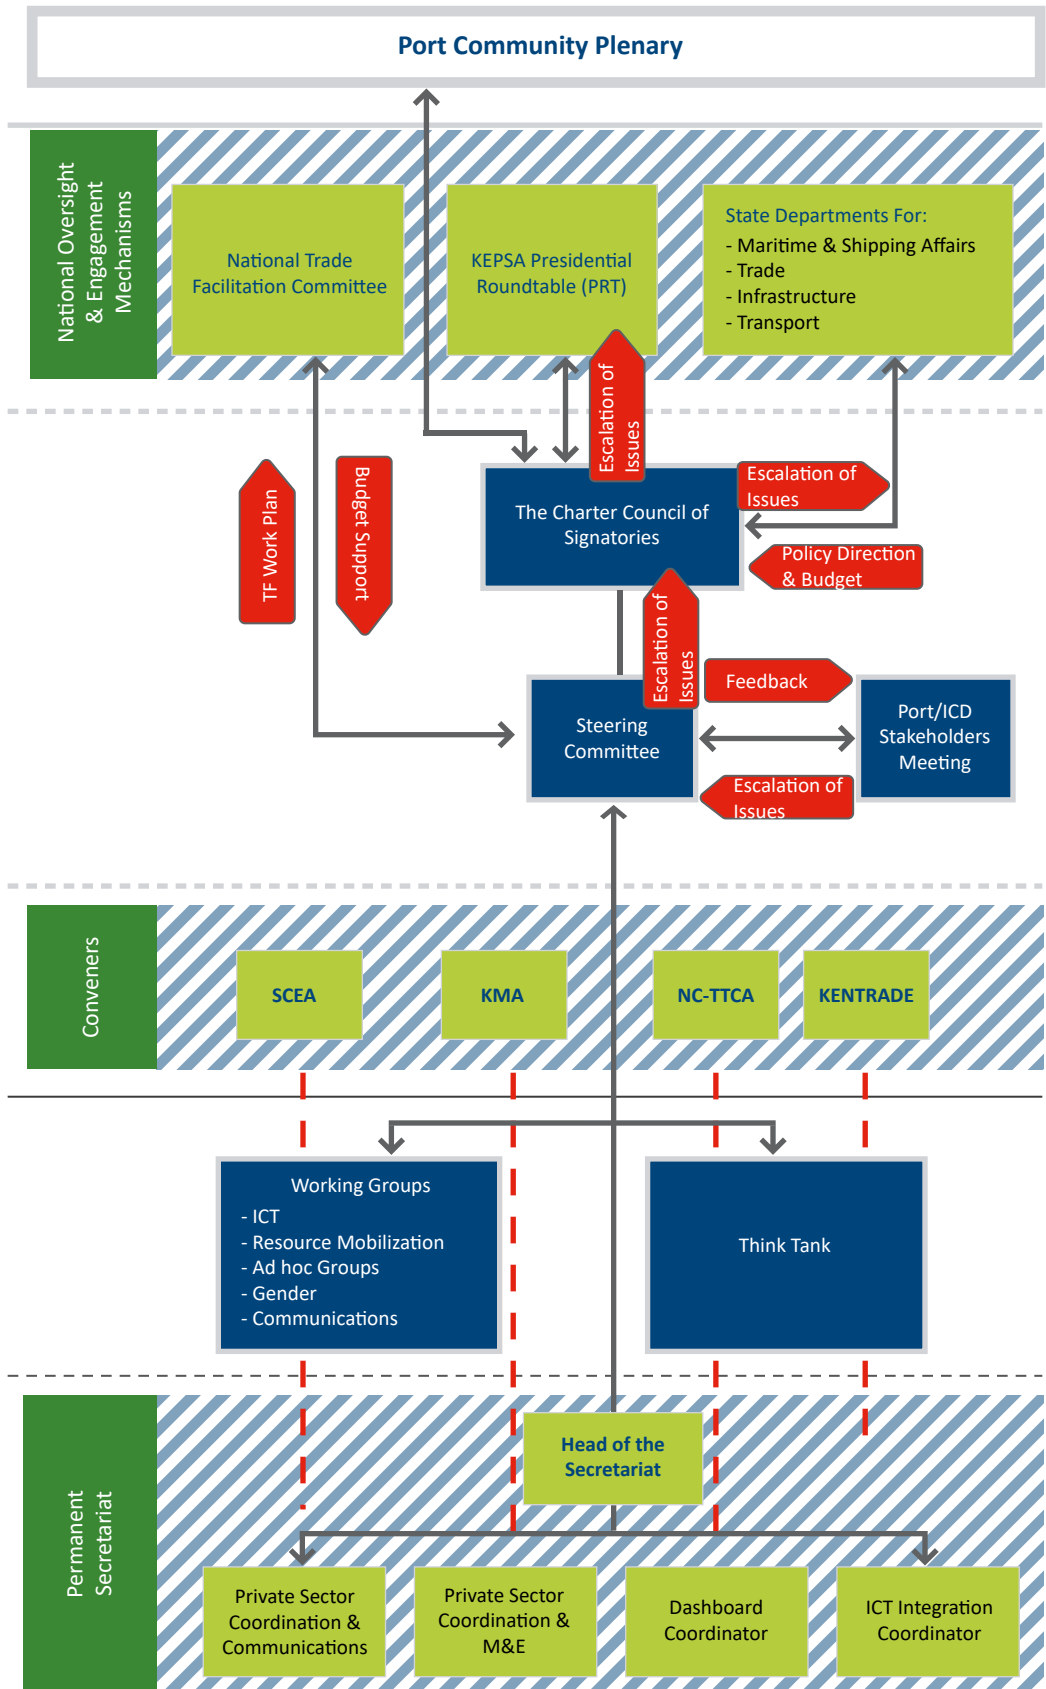 Port Community Plenary
National Oversight
& Engagement
Mechanisms
National Trade
Facilitation Committee
KEPSA Presidential
Roundtable (PRT)
State Departments For:
- Maritime & Shipping Affairs
- Trade
- Infrastructure
- Transport
Escalation of
Issues
TF Work Plan
Budget Support
The Charter Council of
Signatories
Escalation of
Issues
Policy Direction
& Budget
Escalation of
Issues
Feedback
Steering
Committee
Port/ICD
Stakeholders
Meeting
Escalation of
Issues
Conveners
SCEA
KMA
NC-TTCA
KENTRADE
Working Groups
- ICT
- Resource Mobilization
- Ad hoc Groups
- Gender
- Communications
Think Tank
Permanent
Secretariat
Head of the
Secretariat
Private Sector
Coordination &
Communications
Private Sector
Coordination &
M&E
Dashboard
Coordinator
ICT Integration
Coordinator